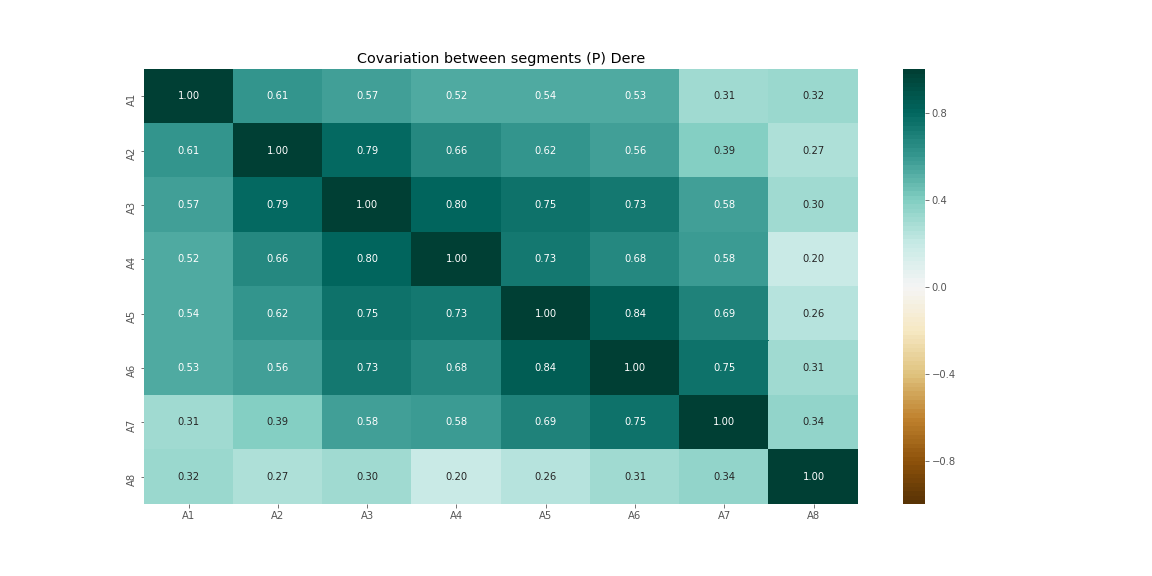 Covariation between segments (P) Dere
A1 1.00 0.61 0.57 0.52 0.54 0.53 0.31 0.32
A2 0.61 1.00 0.79 0.66 0.62 0.56 0.39 0.27
A3 0.57 0.79 1.00 0.80 0.75 0.73 0.58 0.30
A4 0.52 0.66 0.80 1.00 0.73 0.68 0.58 0.20
A5 0.54 0.62 0.75 0.73 1.00 0.84 0.69 0.26
A6 0.53 0.56 0.73 0.68 0.84 1.00 0.75 0.31
A7 0.31 0.39 0.58 0.58 0.69 0.75 1.00 0.34
A8 0.32 0.27 0.30 0.20 0.26 0.31 0.34 1.00
A1 A2 A3 A4 A5 A6 A7 A8
0.8
0.4
0.0
−0.4
−0.8